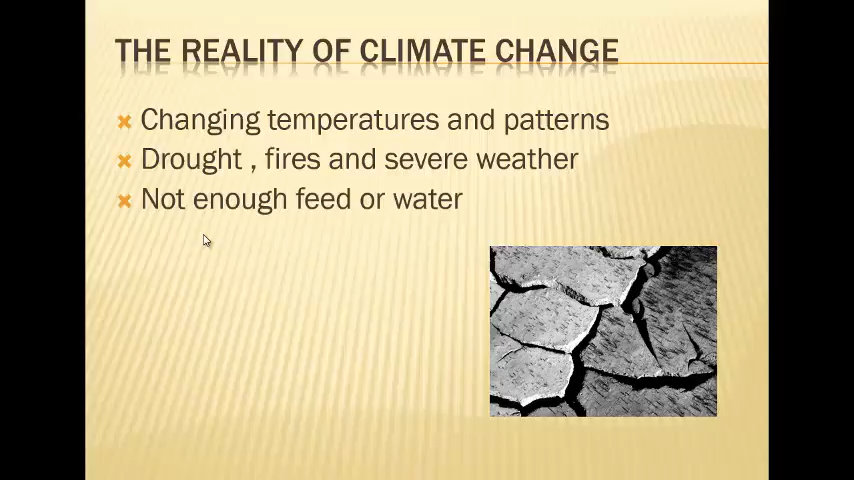 THE REALITY OF CLIMATE CHANGE
Changing temperatures and patterns
Drought , fires and severe weather
Not enough feed or water